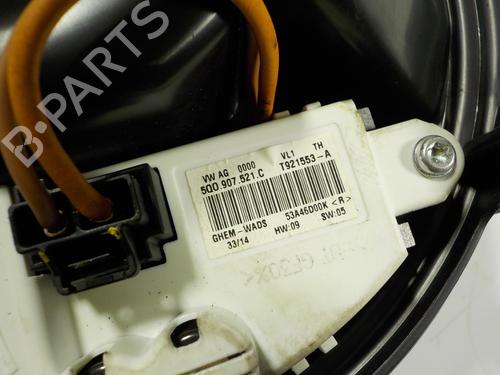 VW AG 0000 VL1 TH
5Q0.907.521.C T921553-A
GHEM-WADS 53A46D00K <R>
33/14 HW:09 SW:05
B-PARTS